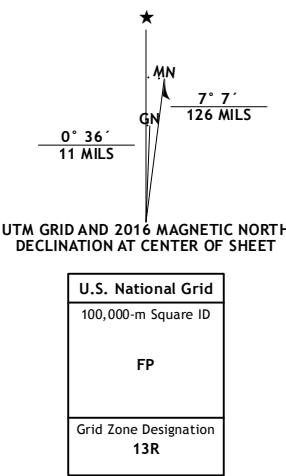 ★
MN
GN
7° 7´
126 MILS
0° 36´
11 MILS
UTM GRID AND 2016 MAGNETIC NORTH
DECLINATION AT CENTER OF SHEET
U.S. National Grid
100,000-m Square ID
FP
Grid Zone Designation
13R